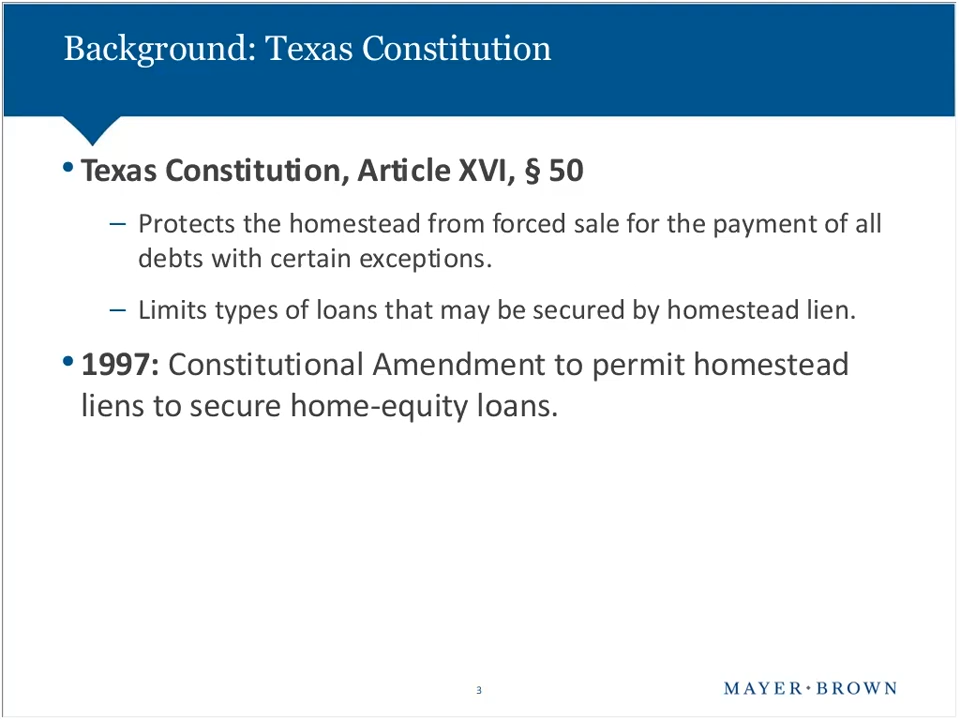 Background: Texas Constitution
• Texas Constitution, Article XVI, § 50
– Protects the homestead from forced sale for the payment of all
debts with certain exceptions.
– Limits types of loans that may be secured by homestead lien.
• 1997: Constitutional Amendment to permit homestead
liens to secure home-equity loans.
3
MAYER • BROWN